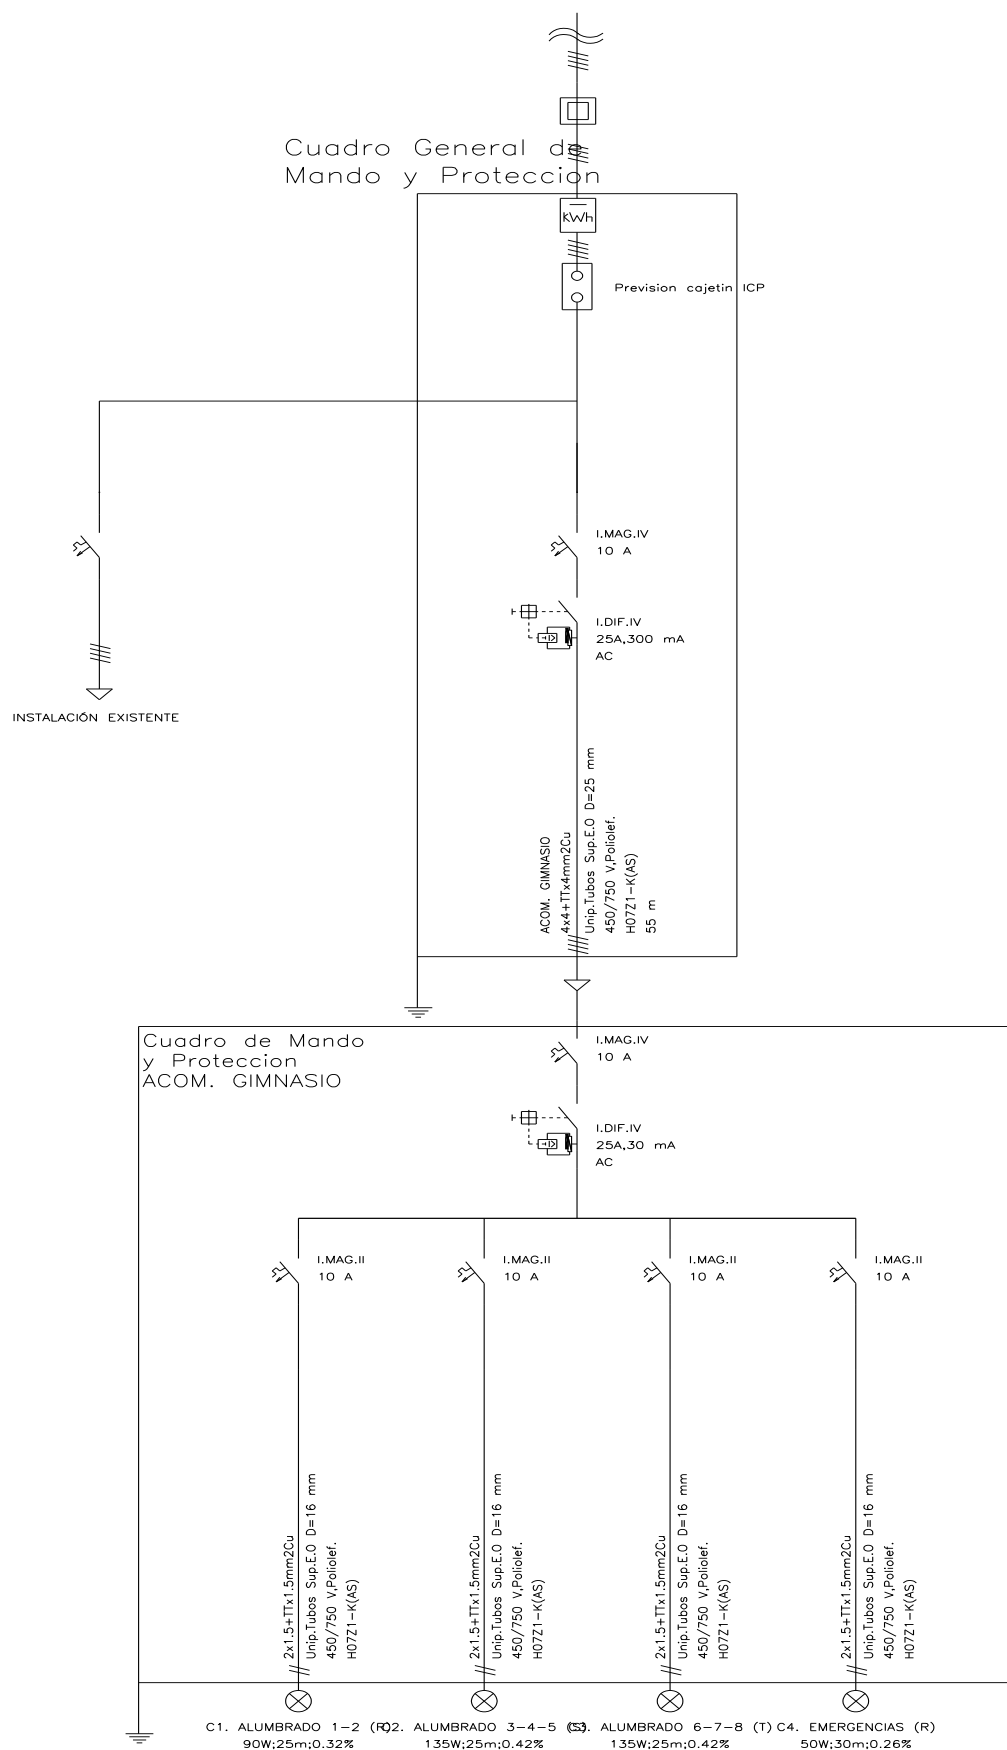 Cuadro General de
Mando y Proteccion
KWh
Prevision cajetin ICP
I.MAG.IV
10 A
I.DIF.IV
25A,300 mA
AC
INSTALACIÓN EXISTENTE
ACOM. GIMNASIO
4x4+TTx4mm2Cu
Unip.Tubos Sup.E.O D=25 mm
450/750 V,Poliolef.
H07Z1-K(AS)
55 m
Cuadro de Mando
y Proteccion
ACOM. GIMNASIO
I.MAG.IV
10 A
I.DIF.IV
25A,30 mA
AC
I.MAG.II
10 A
I.MAG.II
10 A
I.MAG.II
10 A
I.MAG.II
10 A
2x1.5+TTx1.5mm2Cu
Unip.Tubos Sup.E.O D=16 mm
450/750 V,Poliolef.
H07Z1-K(AS)
2x1.5+TTx1.5mm2Cu
Unip.Tubos Sup.E.O D=16 mm
450/750 V,Poliolef.
H07Z1-K(AS)
2x1.5+TTx1.5mm2Cu
Unip.Tubos Sup.E.O D=16 mm
450/750 V,Poliolef.
H07Z1-K(AS)
2x1.5+TTx1.5mm2Cu
Unip.Tubos Sup.E.O D=16 mm
450/750 V,Poliolef.
H07Z1-K(AS)
C1. ALUMBRADO 1-2 (R)
90W;25m;0.32%
C2. ALUMBRADO 3-4-5 (S)
135W;25m;0.42%
C3. ALUMBRADO 6-7-8 (T)
135W;25m;0.42%
C4. EMERGENCIAS (R)
50W;30m;0.26%